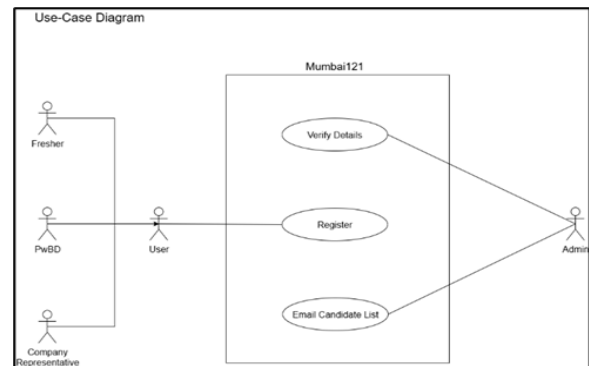 Use-Case Diagram
Mumbai121
Verify Details
Fresher
Register
PwBD
User
Admin
Email Candidate List
Company
Representative